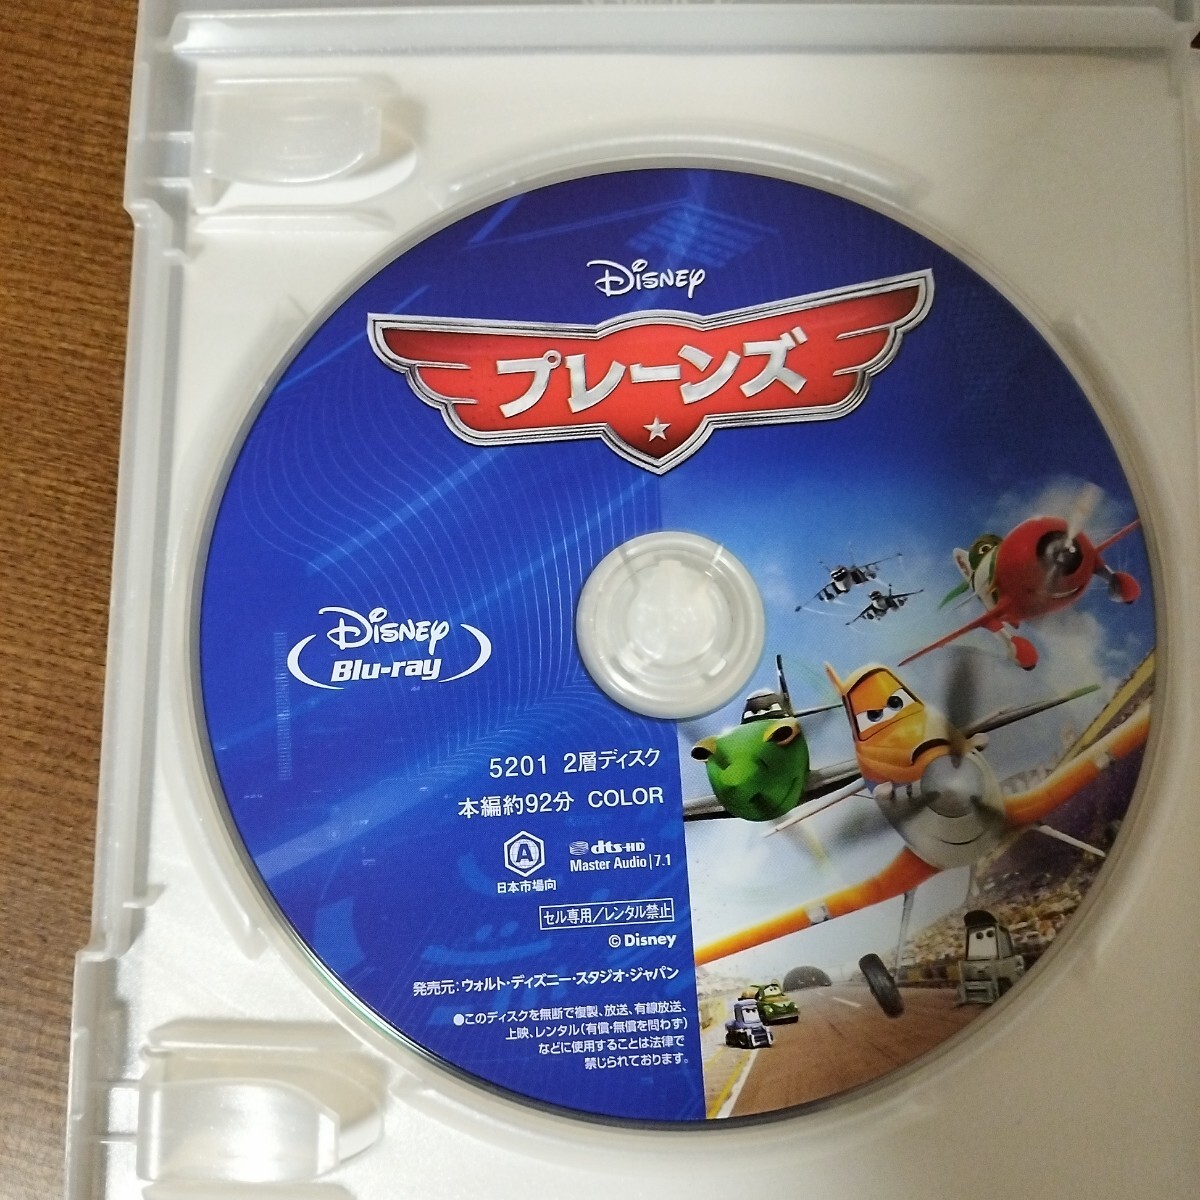 Disney
プレーンズ
Disney
Blu-ray
5201 2層ディスク
本編約92分 COLOR
A
日本市場向
dts-HD
Master Audio | 7.1
セル専用/レンタル禁止
© Disney
発売元：ウォルト・ディズニー・スタジオ・ジャパン
●このディスクを無断で複製、放送、有線放送、
上映、レンタル(有償・無償を問わず)
などに使用することは法律で
禁じられております。